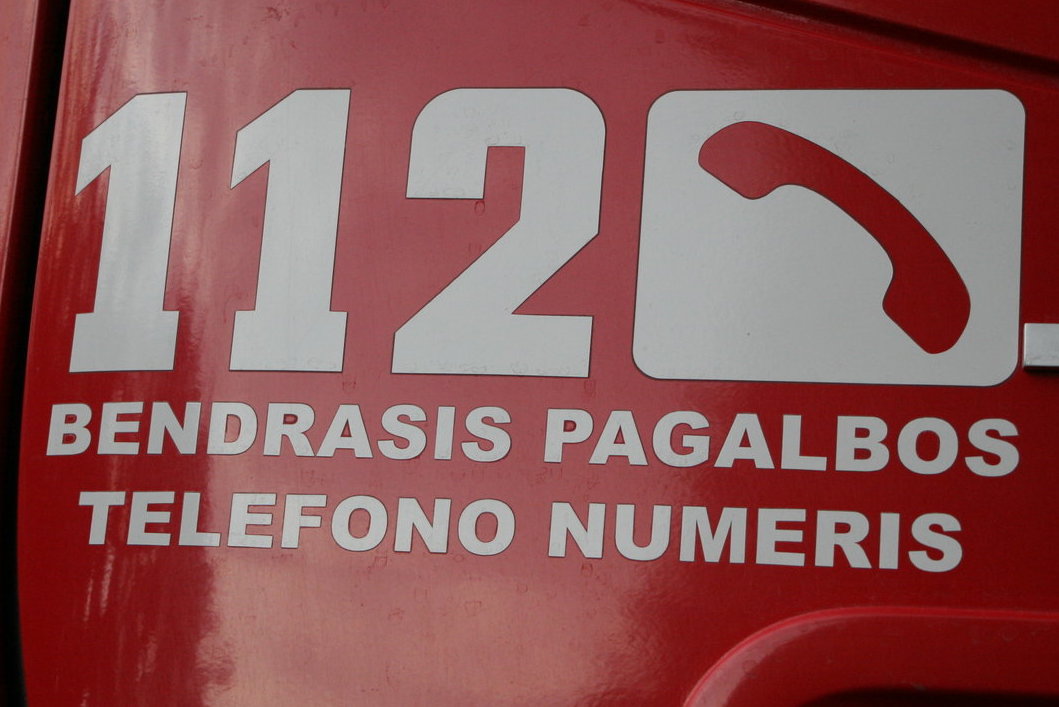 112
BENDRASIS PAGALBOS
TELEFONO NUMERIS